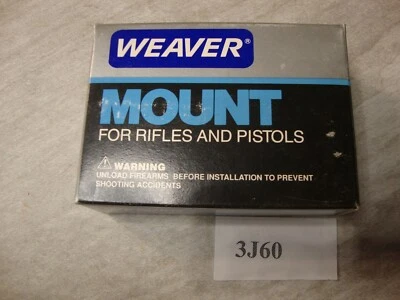 WEAVER®
MOUNT
FOR RIFLES AND PISTOLS
⚠ WARNING
UNLOAD FIREARMS BEFORE INSTALLATION TO PREVENT
SHOOTING ACCIDENTS
3J60